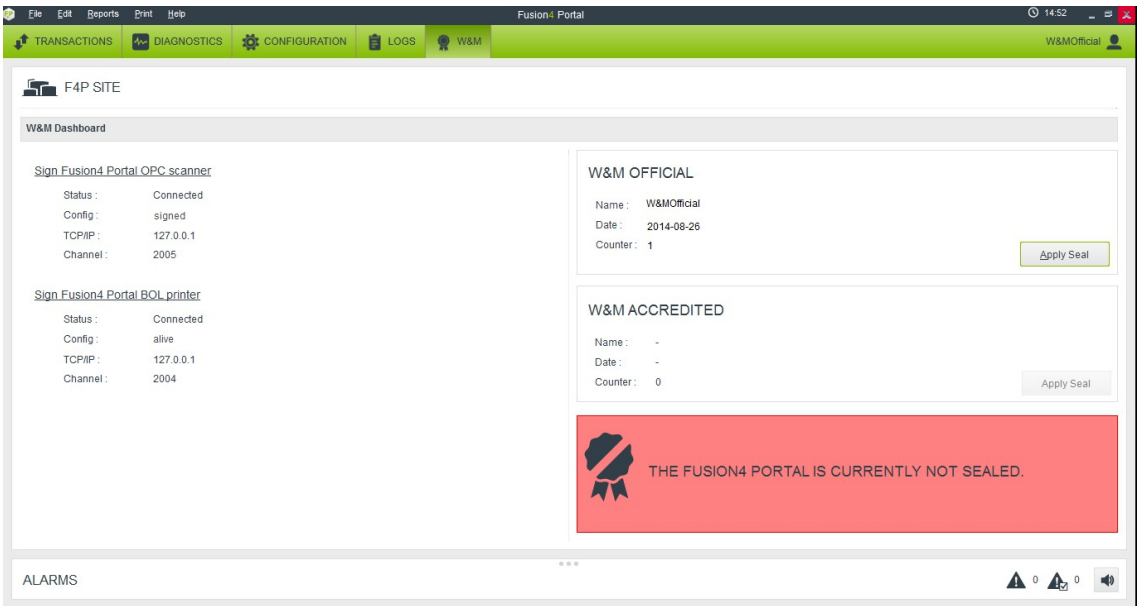 FP File Edit Reports Print Help Fusion4 Portal 14:52
TRANSACTIONS DIAGNOSTICS CONFIGURATION LOGS W&M W&MOfficial
F4P SITE
W&M Dashboard
Sign Fusion4 Portal OPC scanner
Status : Connected
Config : signed
TCP/IP : 127.0.0.1
Channel : 2005
Sign Fusion4 Portal BOL printer
Status : Connected
Config : alive
TCP/IP : 127.0.0.1
Channel : 2004
W&M OFFICIAL
Name : W&MOfficial
Date : 2014-08-26
Counter : 1
Apply Seal
W&M ACCREDITED
Name : -
Date : -
Counter : 0
Apply Seal
THE FUSION4 PORTAL IS CURRENTLY NOT SEALED.
ALARMS 0 0